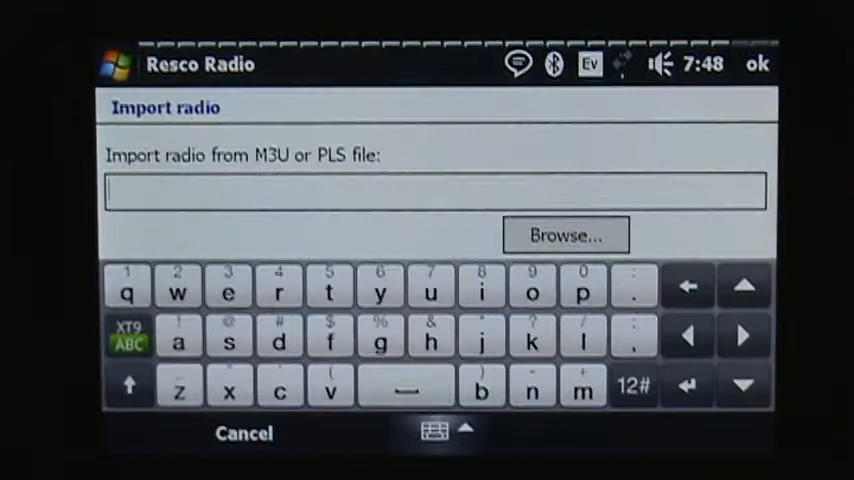 Resco Radio Ev 7:48 ok
Import radio
Import radio from M3U or PLS file:
Browse...
1 2 3 4 5 6 7 8 9 0 :
q w e r t y u i o p .
XT9 ! @ # $ % & ? / ;
ABC a s d f g h j k l ,
_ " ' ( ) - +
z x c v b n m 12#
Cancel